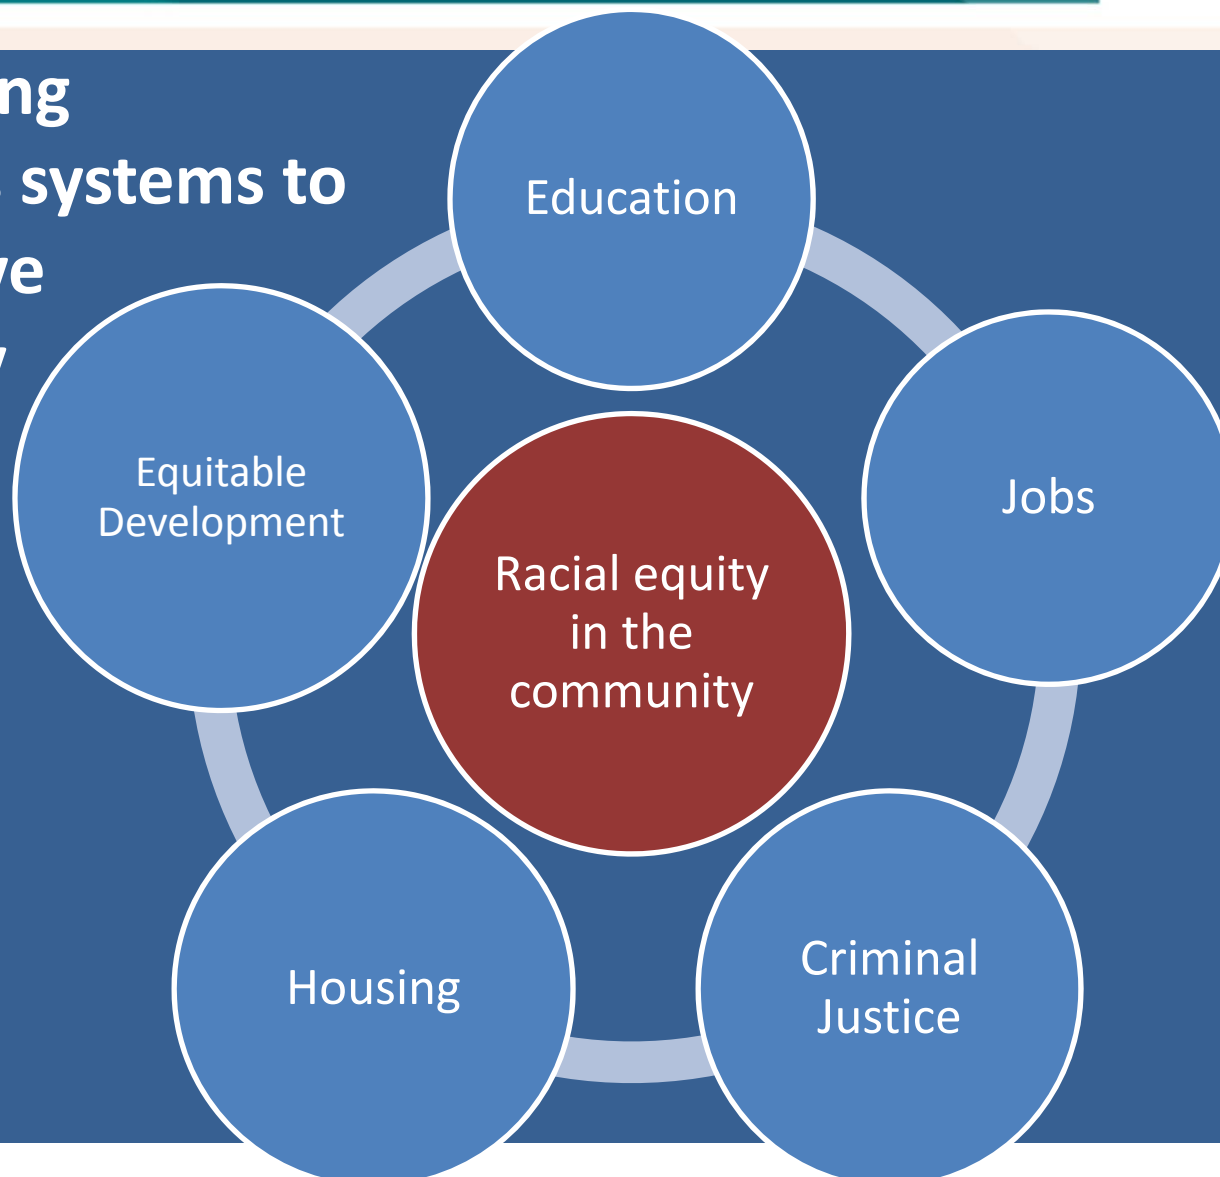 ng
systems to
ve
Education
Equitable
Development
Jobs
Racial equity
in the
community
Criminal
Justice
Housing